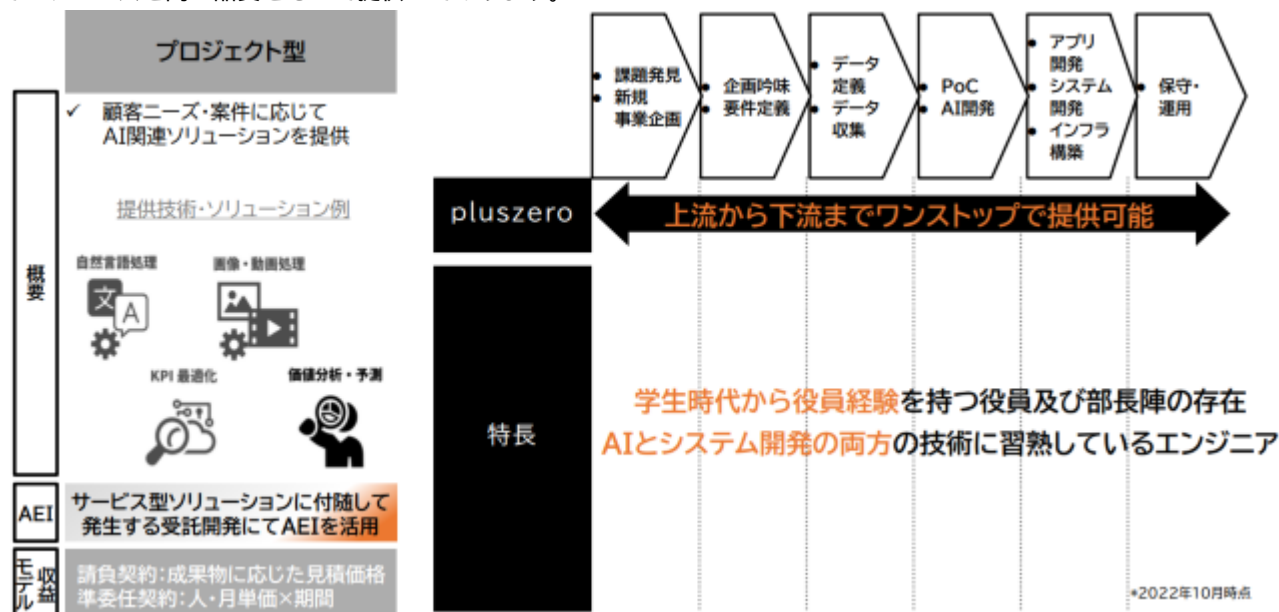 プロジェクト型
概要
✓ 顧客ニーズ・案件に応じて
AI関連ソリューションを提供
提供技術・ソリューション例
自然言語処理
画像・動画処理
文
A
KPI 最適化
価値分析・予測
AEI
サービス型ソリューションに付随して
発生する受託開発にてAEIを活用
収益
モデル
請負契約：成果物に応じた見積価格
準委任契約：人・月単価×期間
• 課題発見
• 新規
事業企画
• 企画吟味
• 要件定義
• データ
定義
• データ
収集
• PoC
• AI開発
• アプリ
開発
• システム
開発
• インフラ
構築
• 保守・
運用
pluszero
上流から下流までワンストップで提供可能
特長
学生時代から役員経験を持つ役員及び部長陣の存在
AIとシステム開発の両方の技術に習熟しているエンジニア
*2022年10月時点